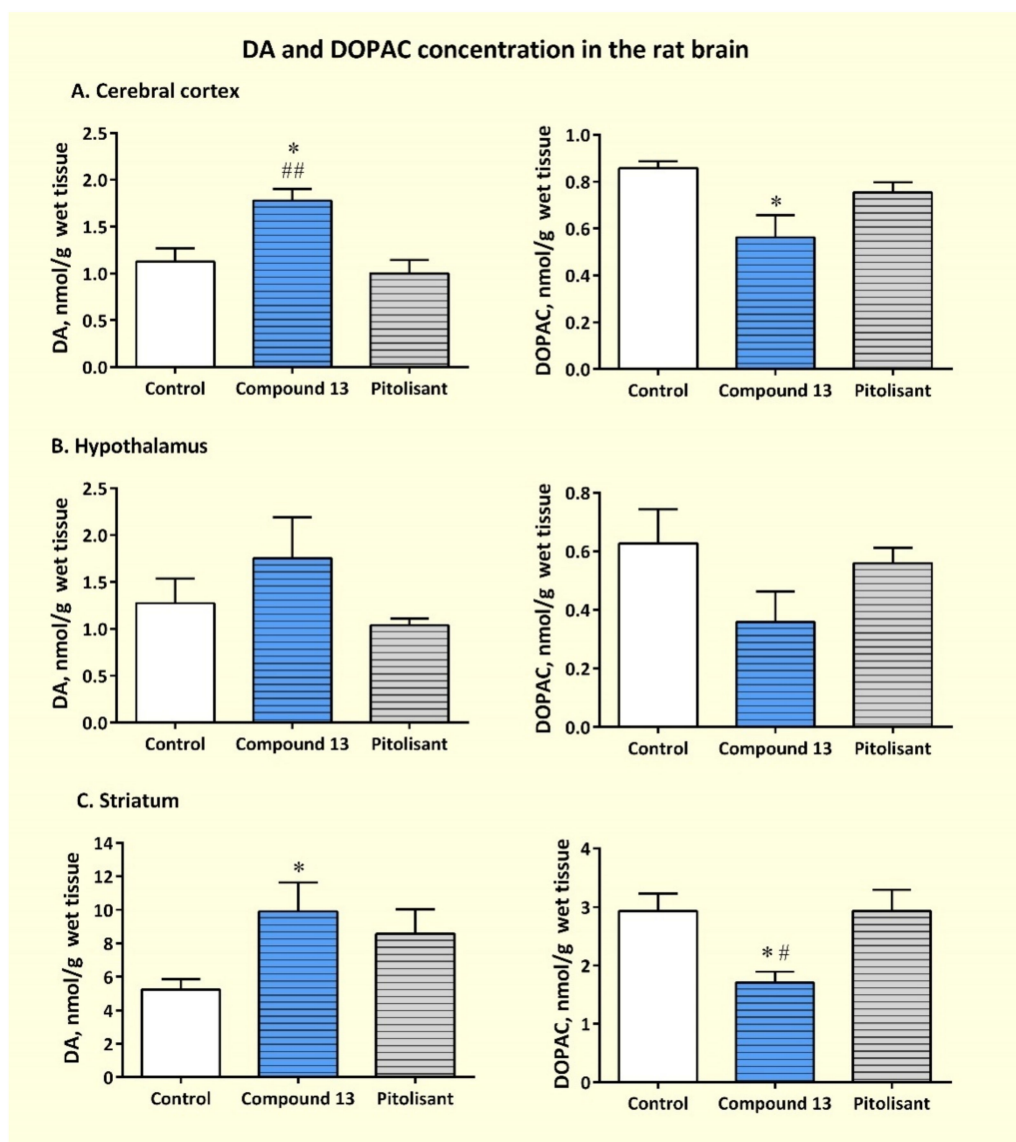 DA and DOPAC concentration in the rat brain
A. Cerebral cortex
DA, nmol/g wet tissue
2.5
2.0
1.5
1.0
0.5
0.0
*
##
Control Compound 13 Pitolisant
DOPAC, nmol/g wet tissue
1.0
0.8
0.6
0.4
0.2
0.0
*
Control Compound 13 Pitolisant
B. Hypothalamus
DA, nmol/g wet tissue
2.5
2.0
1.5
1.0
0.5
0.0
Control Compound 13 Pitolisant
DOPAC, nmol/g wet tissue
0.8
0.6
0.4
0.2
0.0
Control Compound 13 Pitolisant
C. Striatum
DA, nmol/g wet tissue
14
12
10
8
6
4
2
0
*
Control Compound 13 Pitolisant
DOPAC, nmol/g wet tissue
4
3
2
1
0
* #
Control Compound 13 Pitolisant